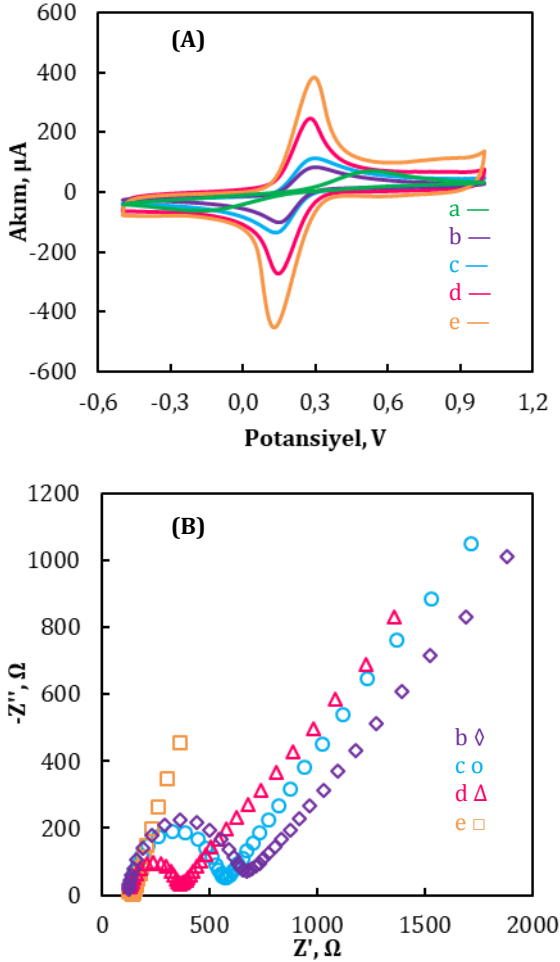 (A)
600
400
200
0
-200
-400
-600
Akım, µA
a —
b —
c —
d —
e —
-0,6
-0,3
0,0
0,3
0,6
0,9
1,2
Potansiyel, V
(B)
1200
1000
800
600
400
200
0
-Z'', Ω
b ◊
c o
d Δ
e □
0
500
1000
1500
2000
Z', Ω